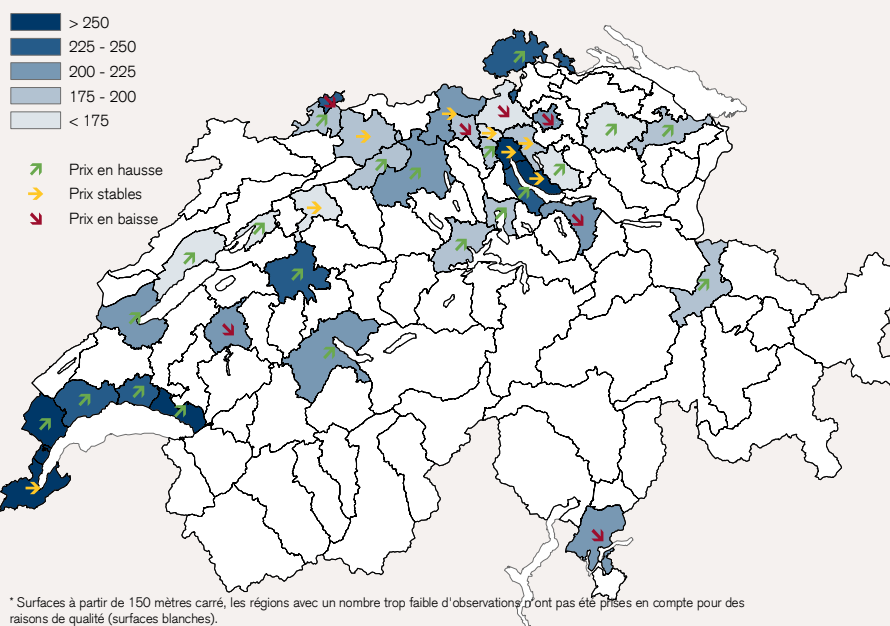 > 250
225 - 250
200 - 225
175 - 200
< 175
Prix en hausse
Prix stables
Prix en baisse
* Surfaces à partir de 150 mètres carré, les régions avec un nombre trop faible d'observations n'ont pas été prises en compte pour des
raisons de qualité (surfaces blanches).